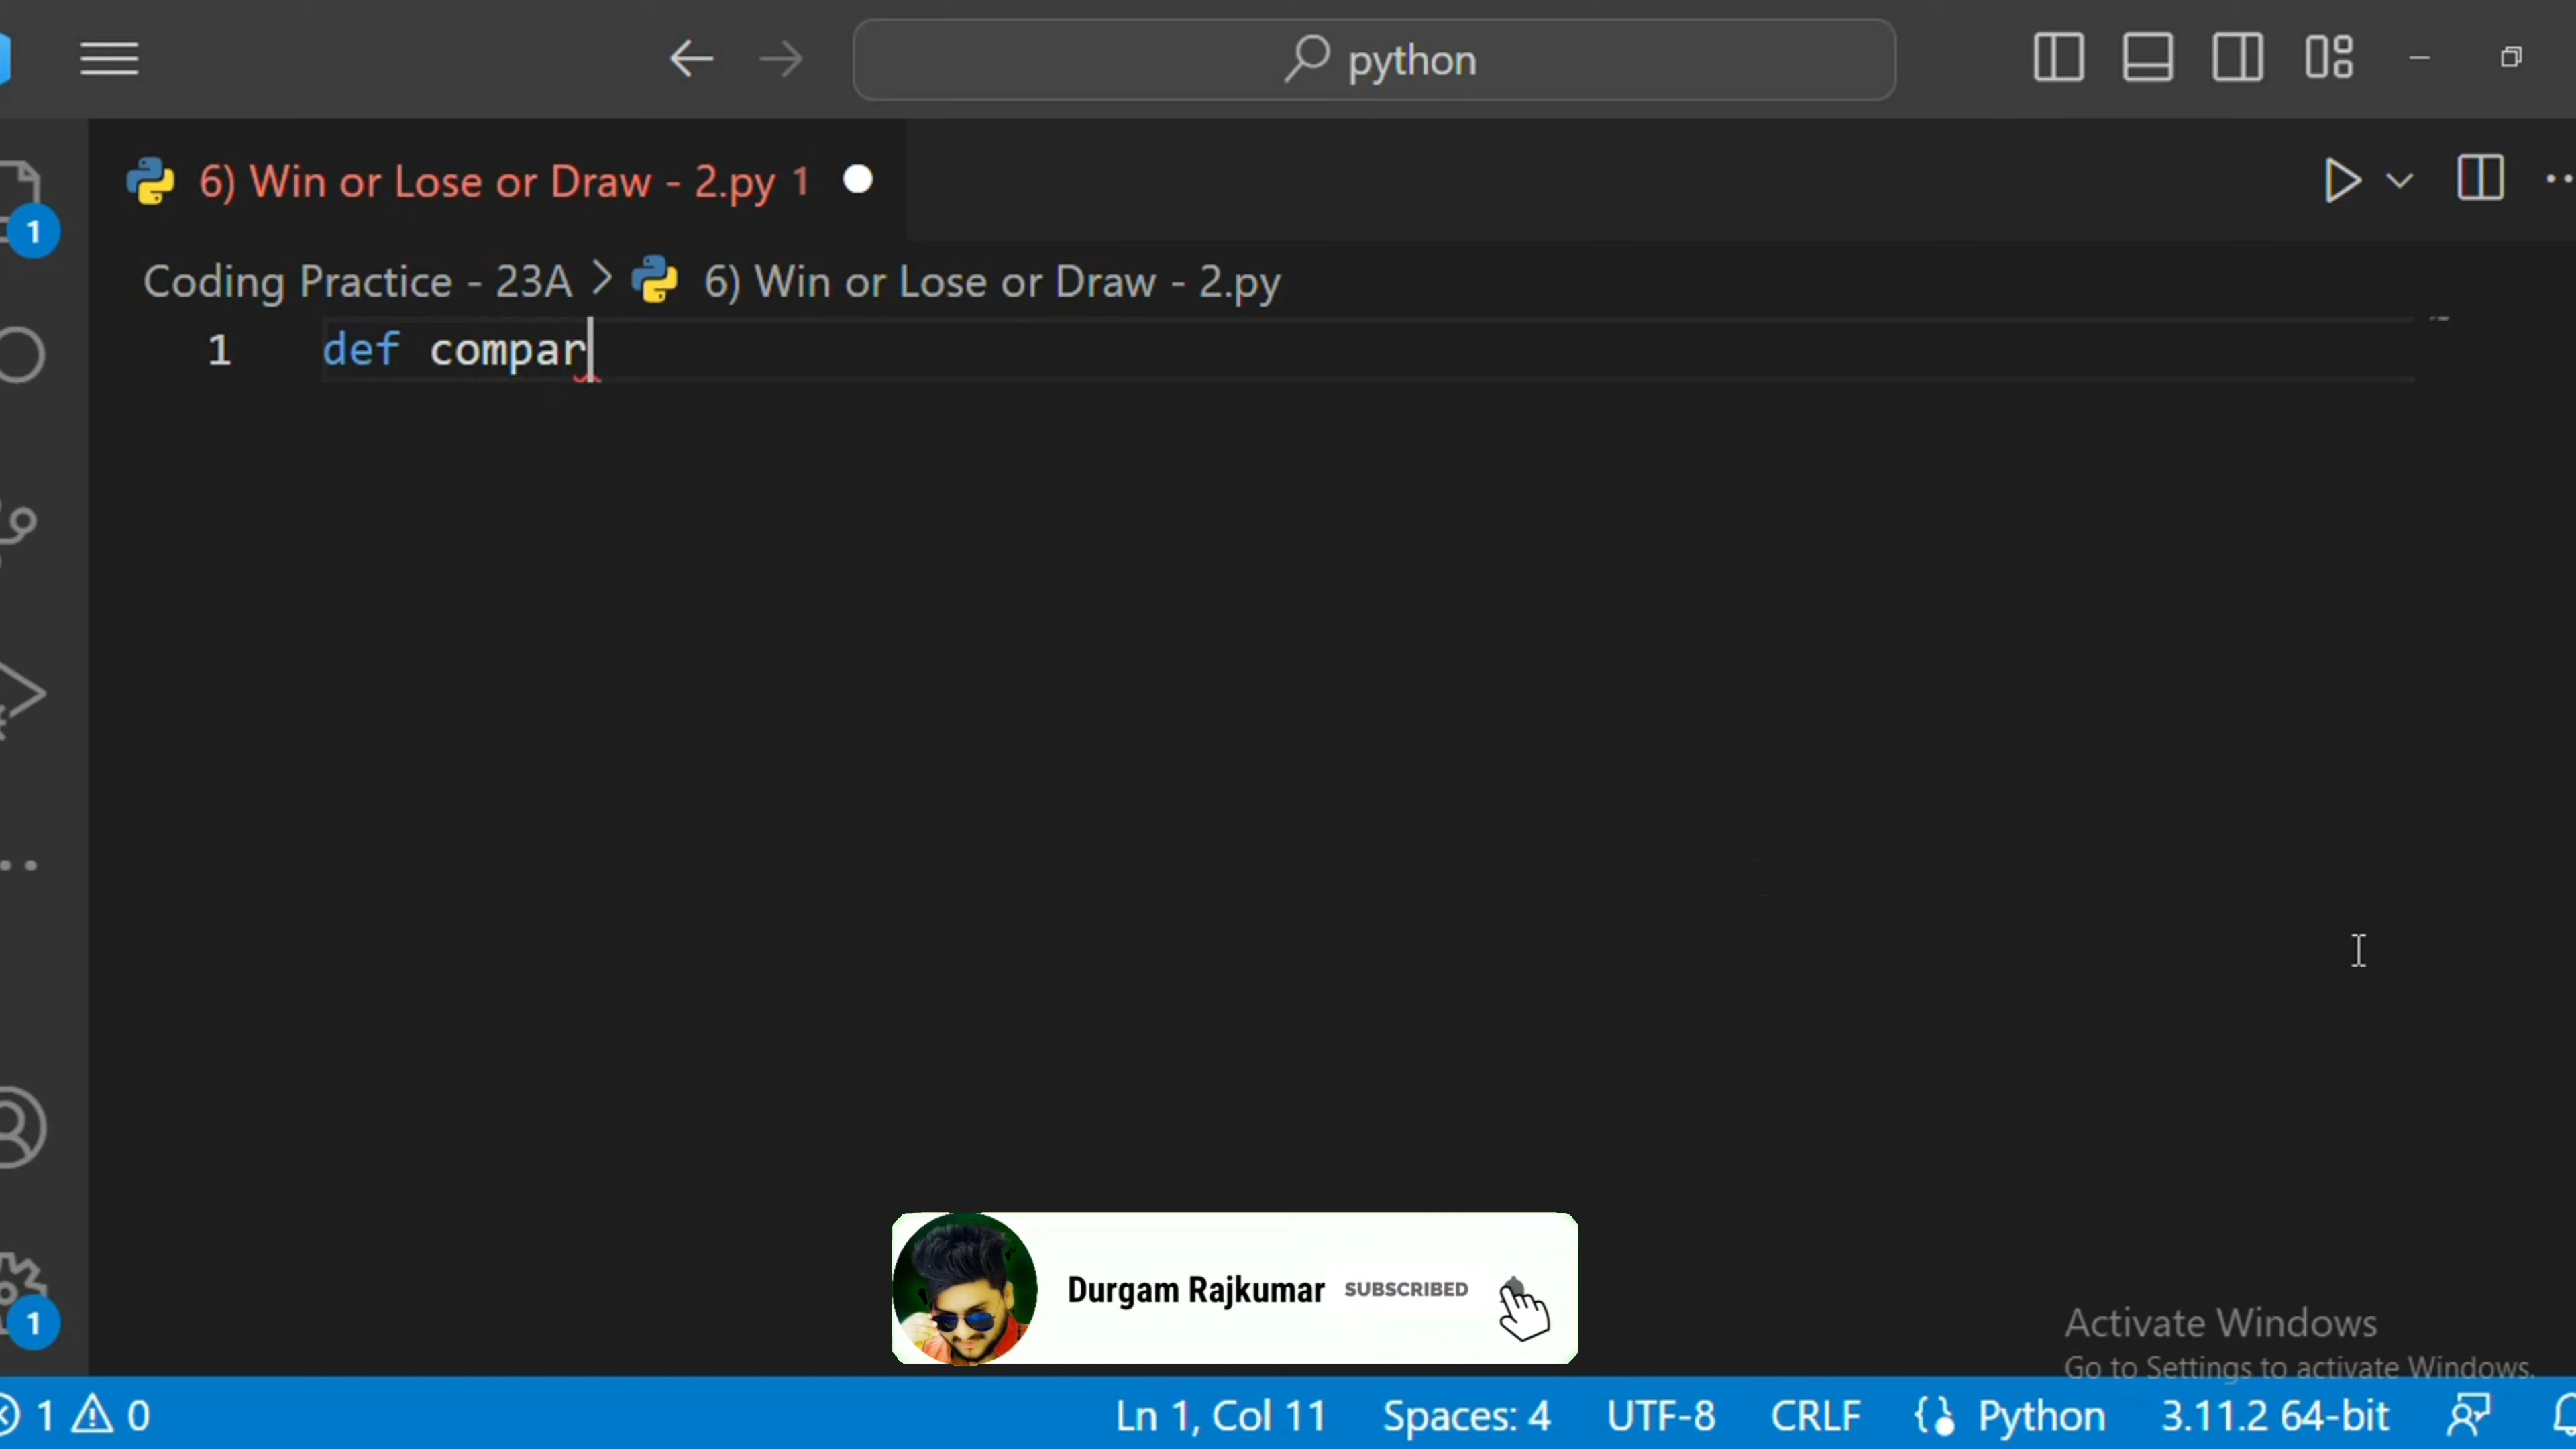 python
6) Win or Lose or Draw - 2.py 1
1
Coding Practice - 23A > 6) Win or Lose or Draw - 2.py
1 def compar
Durgam Rajkumar SUBSCRIBED
1
Activate Windows
Go to Settings to activate Windows.
1 0 Ln 1, Col 11 Spaces: 4 UTF-8 CRLF Python 3.11.2 64-bit